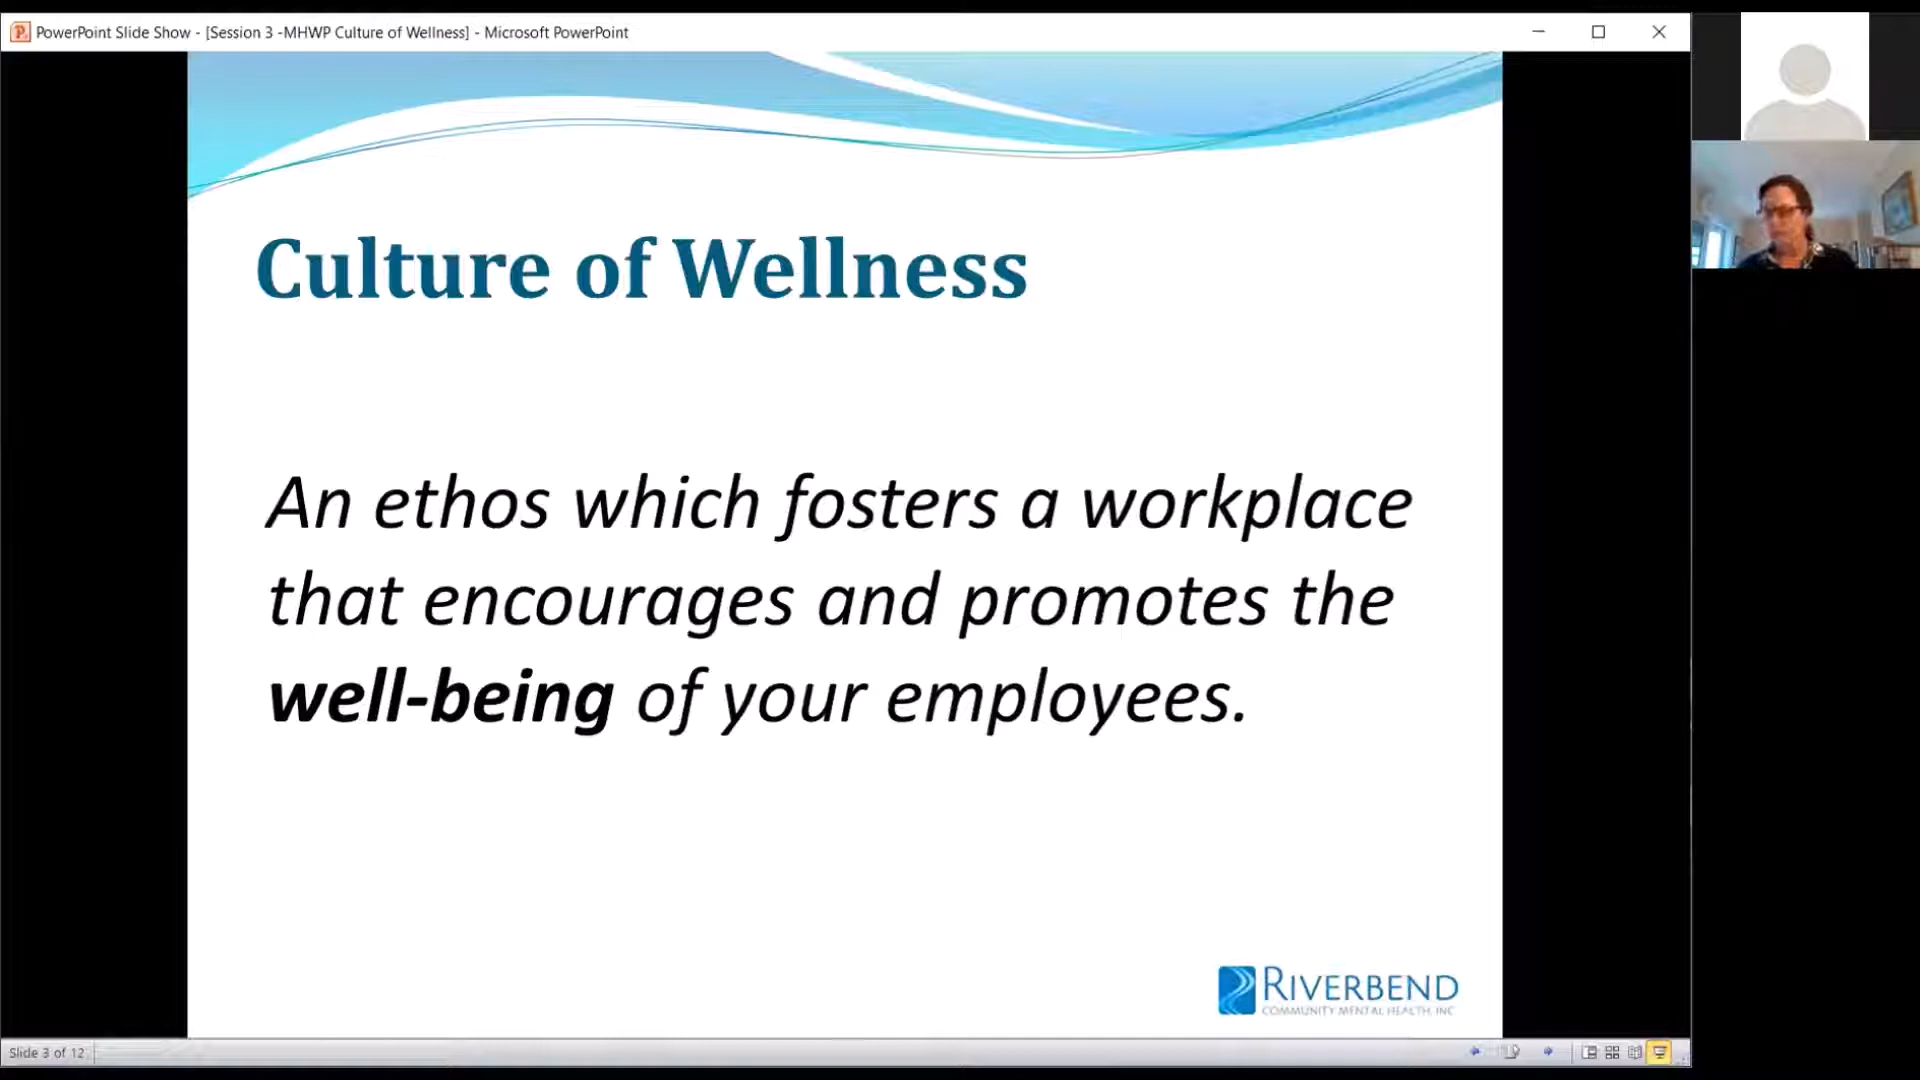 PowerPoint Slide Show - [Session 3 -MHWP Culture of Wellness] - Microsoft PowerPoint
Culture of Wellness
An ethos which fosters a workplace
that encourages and promotes the
well-being of your employees.
RIVERBEND
COMMUNITY MENTAL HEALTH, INC
Slide 3 of 12